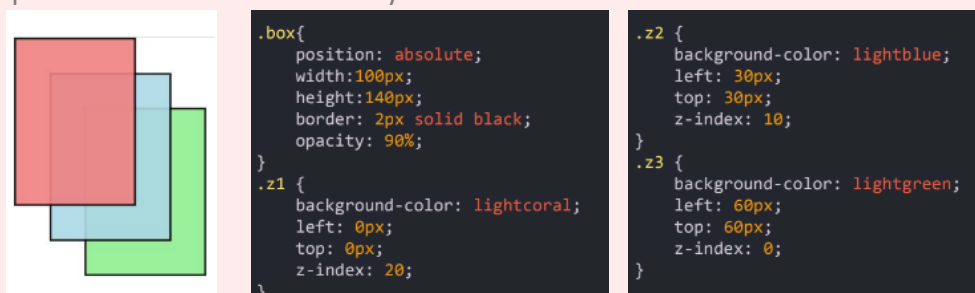 .box{
position: absolute;
width:100px;
height:140px;
border: 2px solid black;
opacity: 90%;
}
.z1 {
background-color: lightcoral;
left: 0px;
top: 0px;
z-index: 20;
}
.z2 {
background-color: lightblue;
left: 30px;
top: 30px;
z-index: 10;
}
.z3 {
background-color: lightgreen;
left: 60px;
top: 60px;
z-index: 0;
}